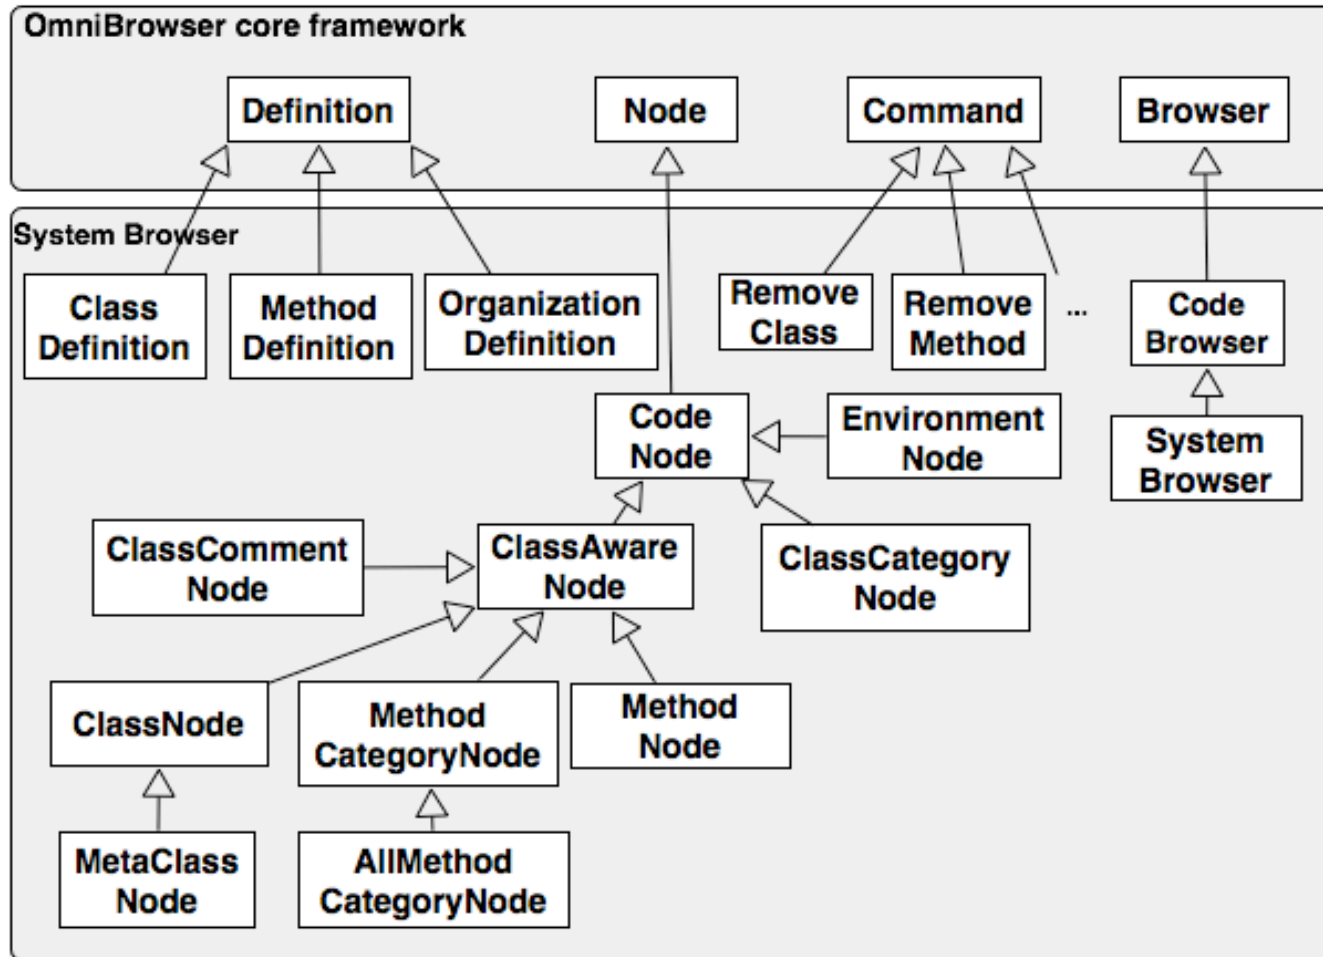 OmniBrowser core framework
Definition
Node
Command
Browser
System Browser
Class
Definition
Method
Definition
Organization
Definition
Remove
Class
Remove
Method
...
Code
Browser
Code
Node
Environment
Node
System
Browser
ClassComment
Node
ClassAware
Node
ClassCategory
Node
ClassNode
Method
CategoryNode
Method
Node
MetaClass
Node
AllMethod
CategoryNode